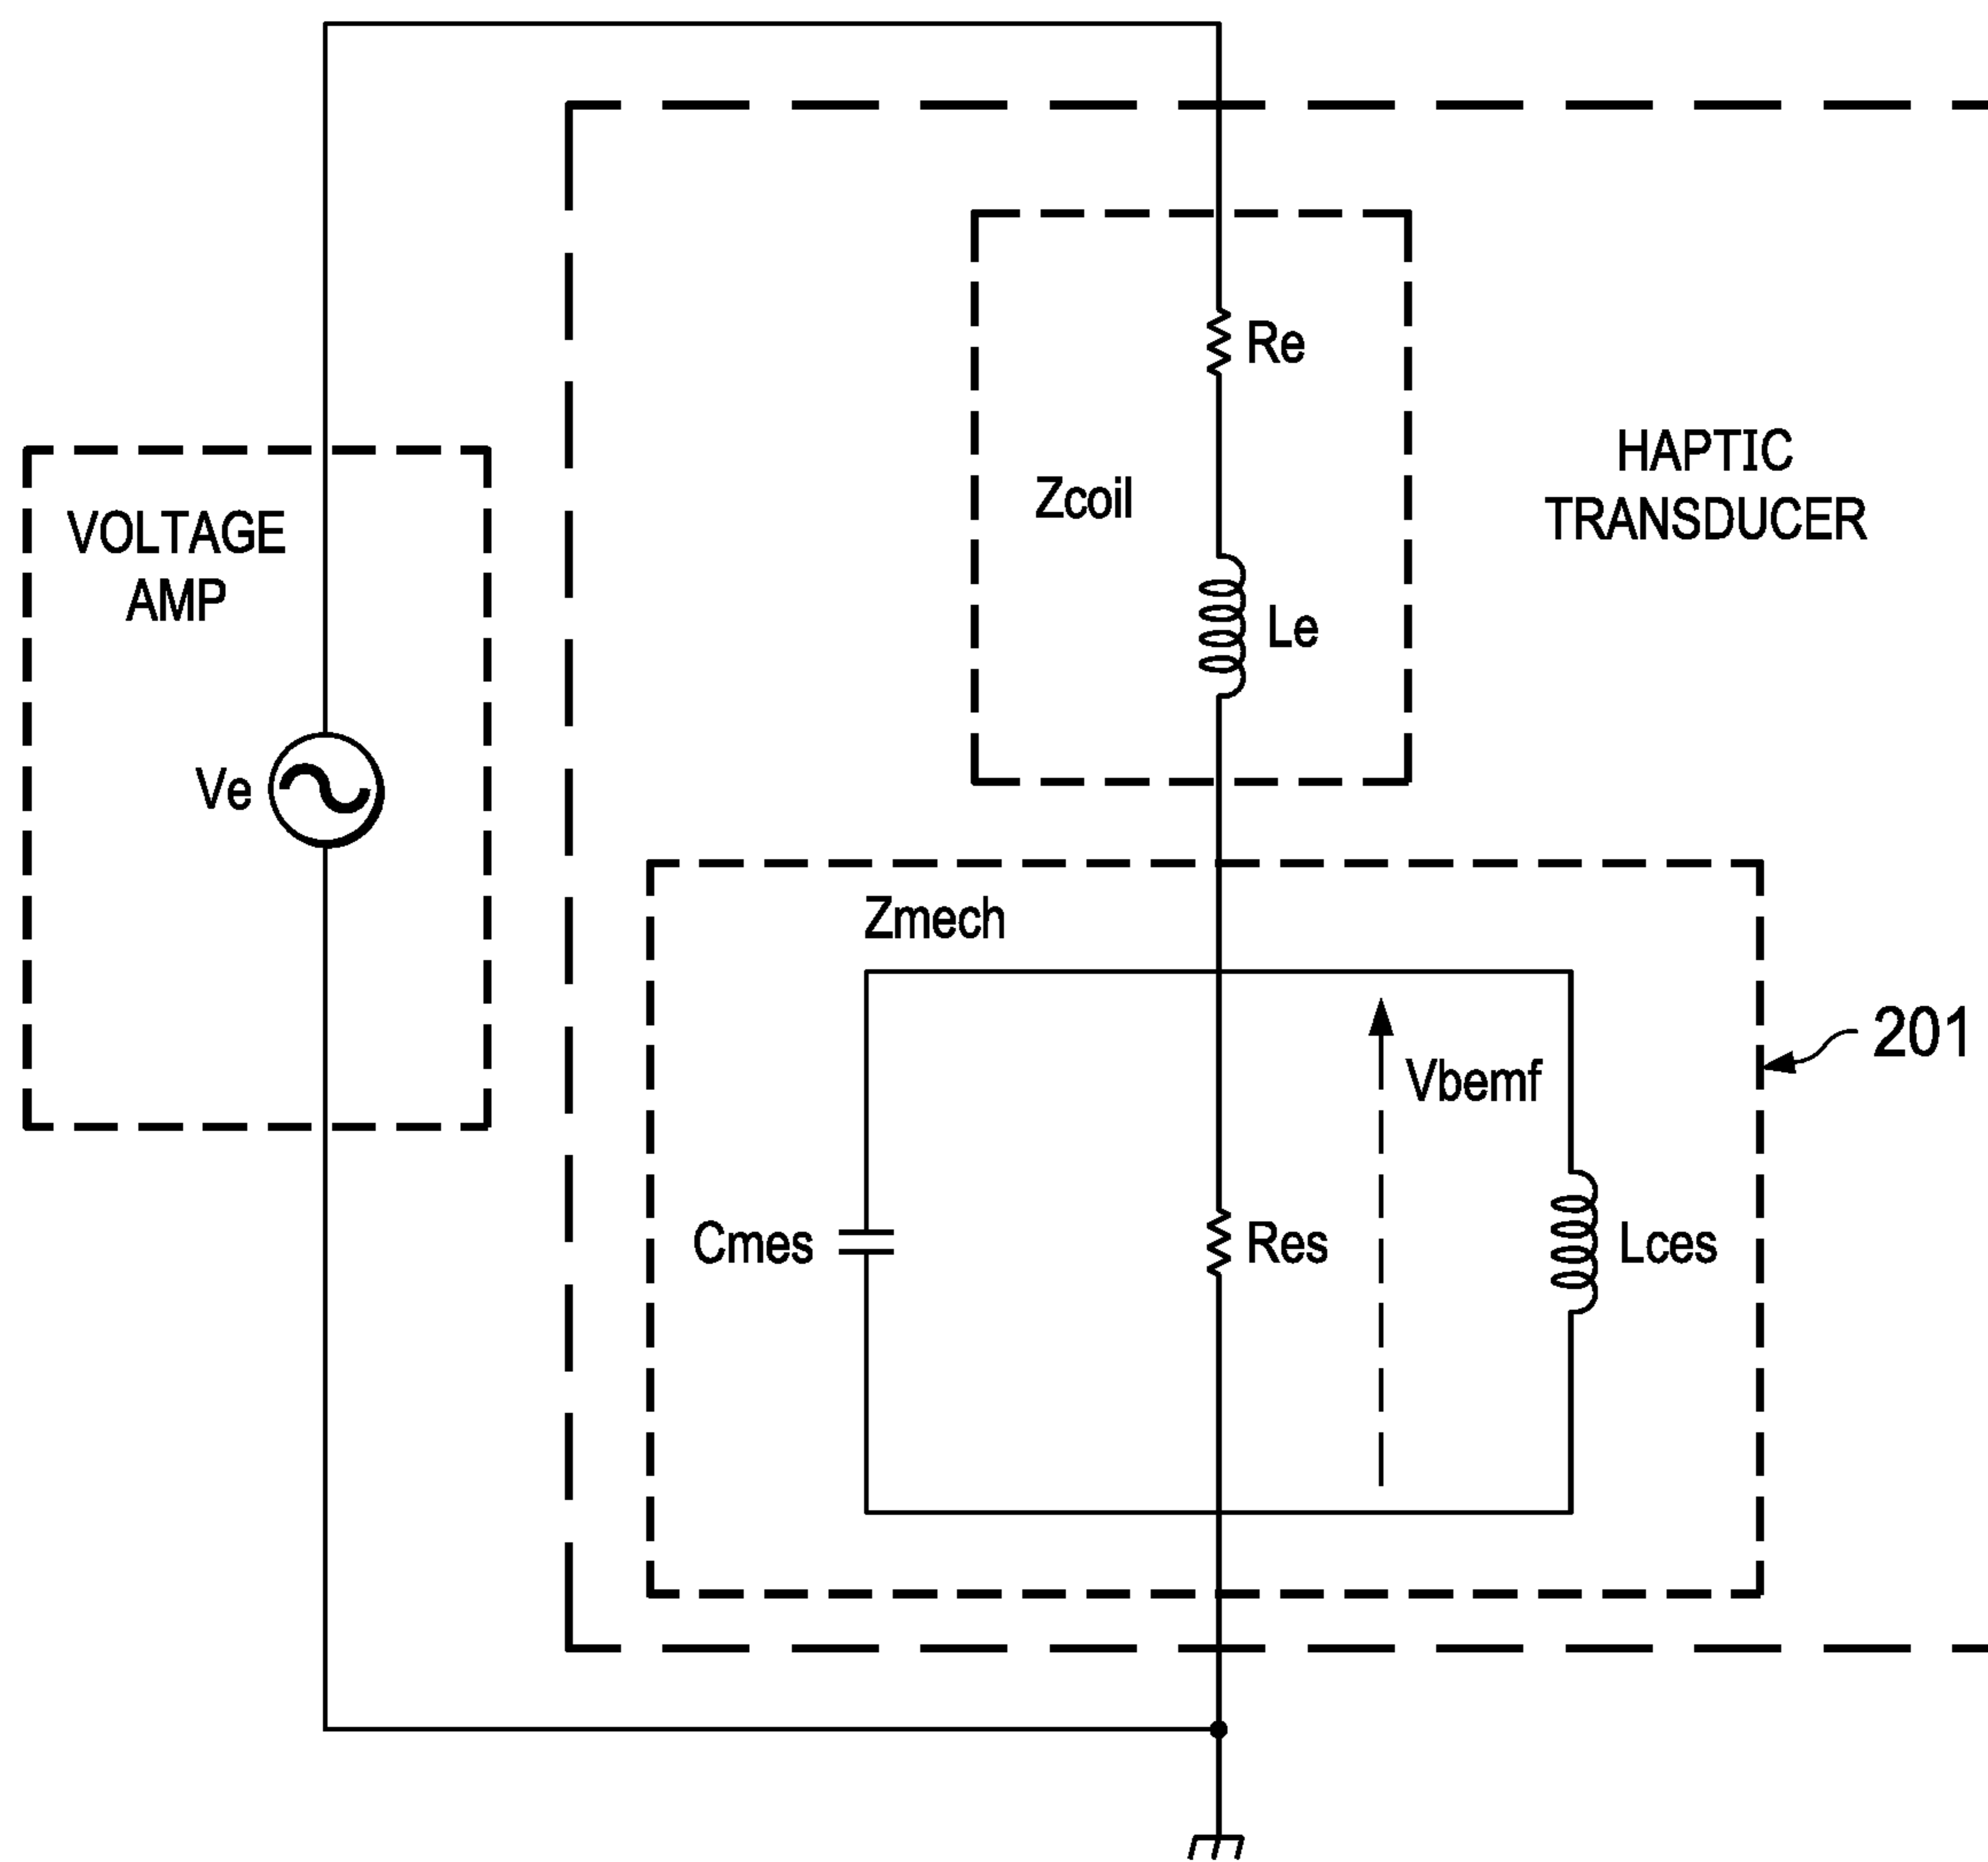 Re
HAPTIC
TRANSDUCER
Zcoil
VOLTAGE
AMP
Le
Ve
Zmech
201
Vbemf
Cmes
Res
Lces